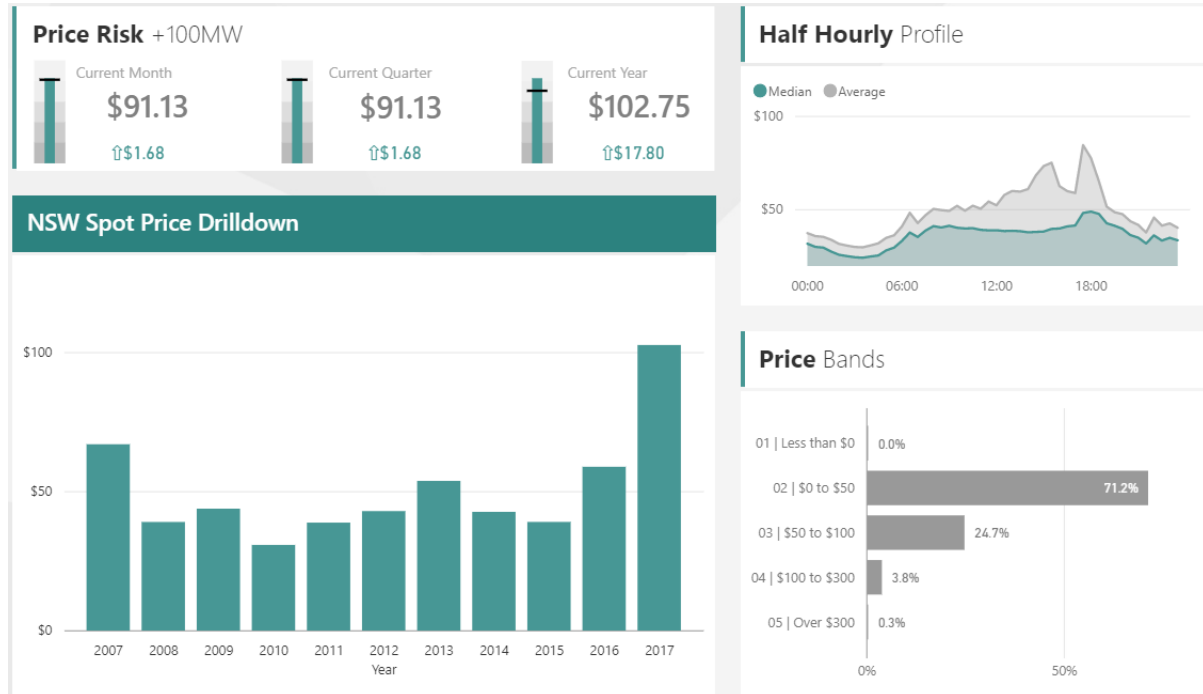 Price Risk +100MW
Current Month
$91.13
⇧$1.68
Current Quarter
$91.13
⇧$1.68
Current Year
$102.75
⇧$17.80
NSW Spot Price Drilldown
$100
$50
$0
2007 2008 2009 2010 2011 2012 2013 2014 2015 2016 2017
Year
Half Hourly Profile
Median Average
$100
$50
00:00 06:00 12:00 18:00
Price Bands
01 | Less than $0 0.0%
02 | $0 to $50 71.2%
03 | $50 to $100 24.7%
04 | $100 to $300 3.8%
05 | Over $300 0.3%
0% 50%